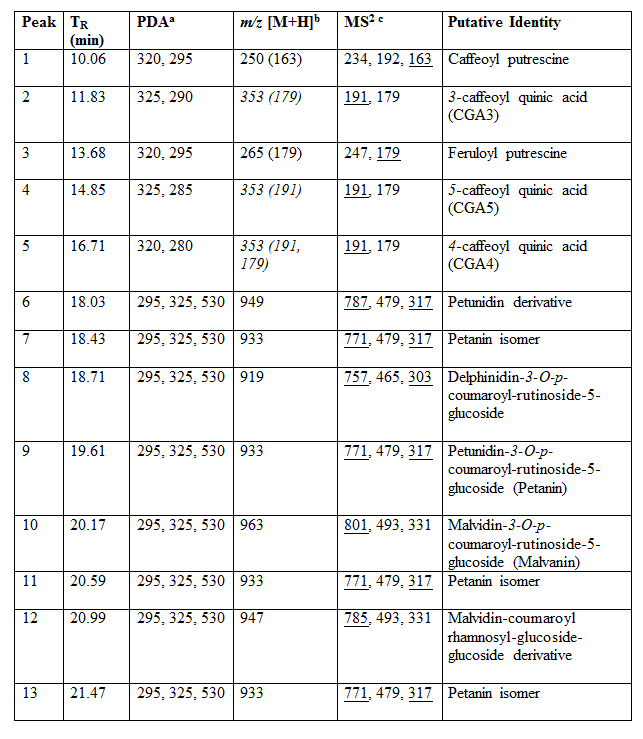 Peak TR (min) PDAa m/z [M+H]b MS2 c Putative Identity
1 10.06 320, 295 250 (163) 234, 192, 163 Caffeoyl putrescine
2 11.83 325, 290 353 (179) 191, 179 3-caffeoyl quinic acid
(CGA3)
3 13.68 320, 295 265 (179) 247, 179 Feruloyl putrescine
4 14.85 325, 285 353 (191) 191, 179 5-caffeoyl quinic acid
(CGA5)
5 16.71 320, 280 353 (191, 191, 179 4-caffeoyl quinic acid
179) (CGA4)
6 18.03 295, 325, 530 949 787, 479, 317 Petunidin derivative
7 18.43 295, 325, 530 933 771, 479, 317 Petanin isomer
8 18.71 295, 325, 530 919 757, 465, 303 Delphinidin-3-O-p-
coumaroyl-rutinoside-5-
glucoside
9 19.61 295, 325, 530 933 771, 479, 317 Petunidin-3-O-p-
coumaroyl-rutinoside-5-
glucoside (Petanin)
10 20.17 295, 325, 530 963 801, 493, 331 Malvidin-3-O-p-
coumaroyl-rutinoside-5-
glucoside (Malvanin)
11 20.59 295, 325, 530 933 771, 479, 317 Petanin isomer
12 20.99 295, 325, 530 947 785, 493, 331 Malvidin-coumaroyl
rhamnosyl-glucoside-
glucoside derivative
13 21.47 295, 325, 530 933 771, 479, 317 Petanin isomer